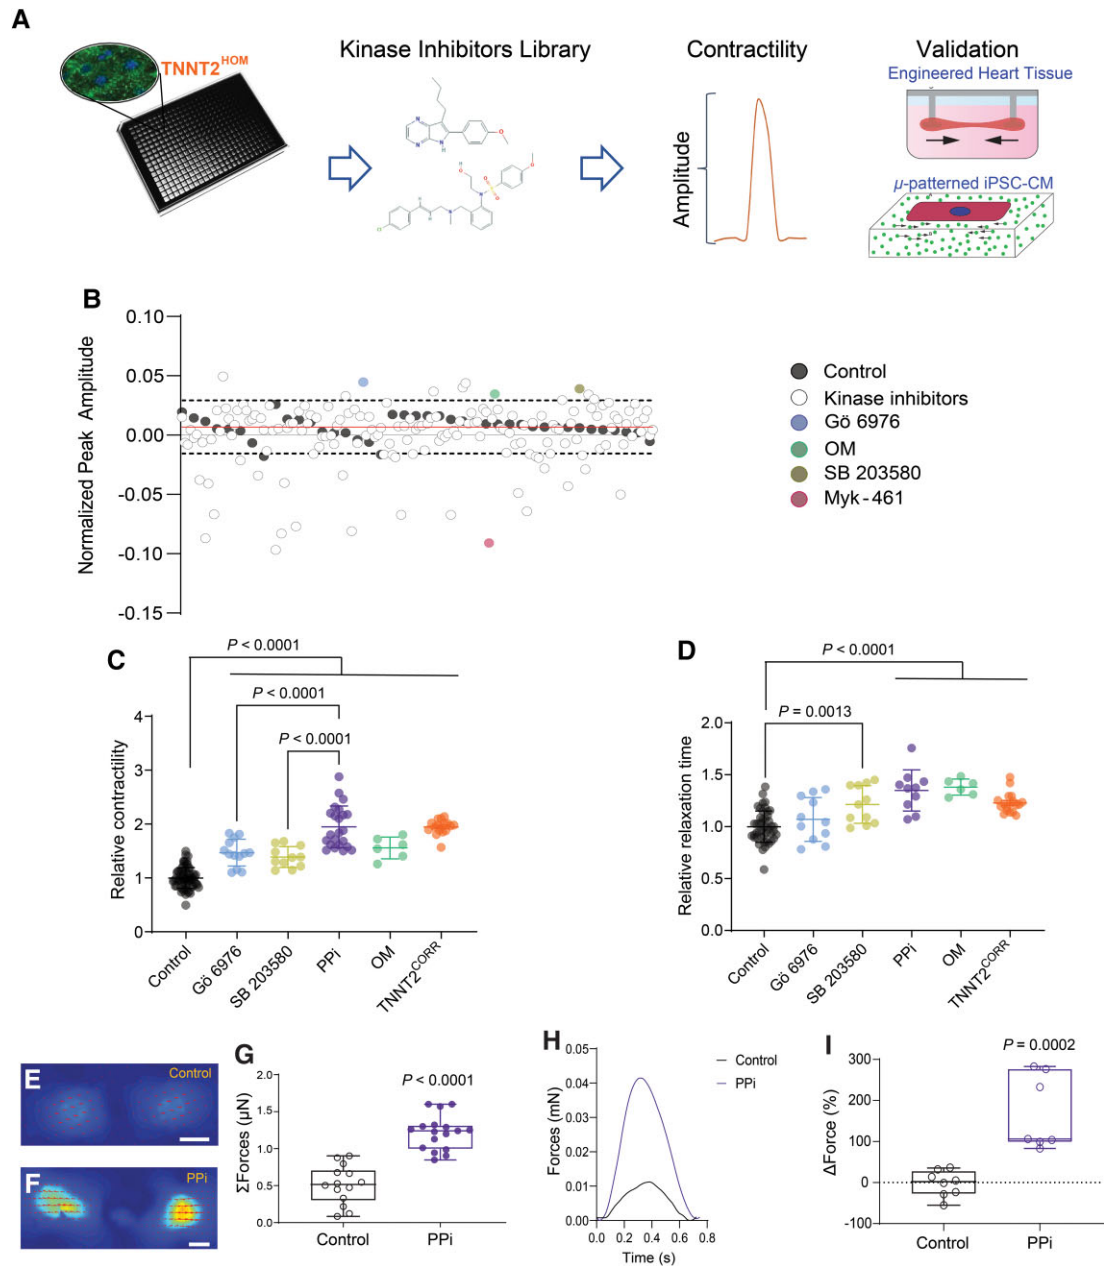 A
TNNT2HOM
Kinase Inhibitors Library
Contractility
Amplitude
Validation
Engineered Heart Tissue
μ-patterned iPSC-CM
B
Normalized Peak Amplitude
0.10
0.05
0.00
-0.05
-0.10
-0.15
Control
Kinase inhibitors
Gö 6976
OM
SB 203580
Myk-461
C
P < 0.0001
P < 0.0001
P < 0.0001
Relative contractility
4
3
2
1
0
Control
Gö 6976
SB 203580
PPi
OM
TNNT2CORR
D
P < 0.0001
P = 0.0013
Relative relaxation time
2.0
1.5
1.0
0.5
0.0
Control
Gö 6976
SB 203580
PPi
OM
TNNT2CORR
E
Control
F
PPi
G
P < 0.0001
ΣForces (μN)
2.0
1.5
1.0
0.5
0.0
Control
PPi
H
Forces (mN)
0.05
0.04
0.03
0.02
0.01
0.00
0.0 0.2 0.4 0.6 0.8
Time (s)
Control
PPi
I
P = 0.0002
ΔForce (%)
300
200
100
0
-100
Control
PPi